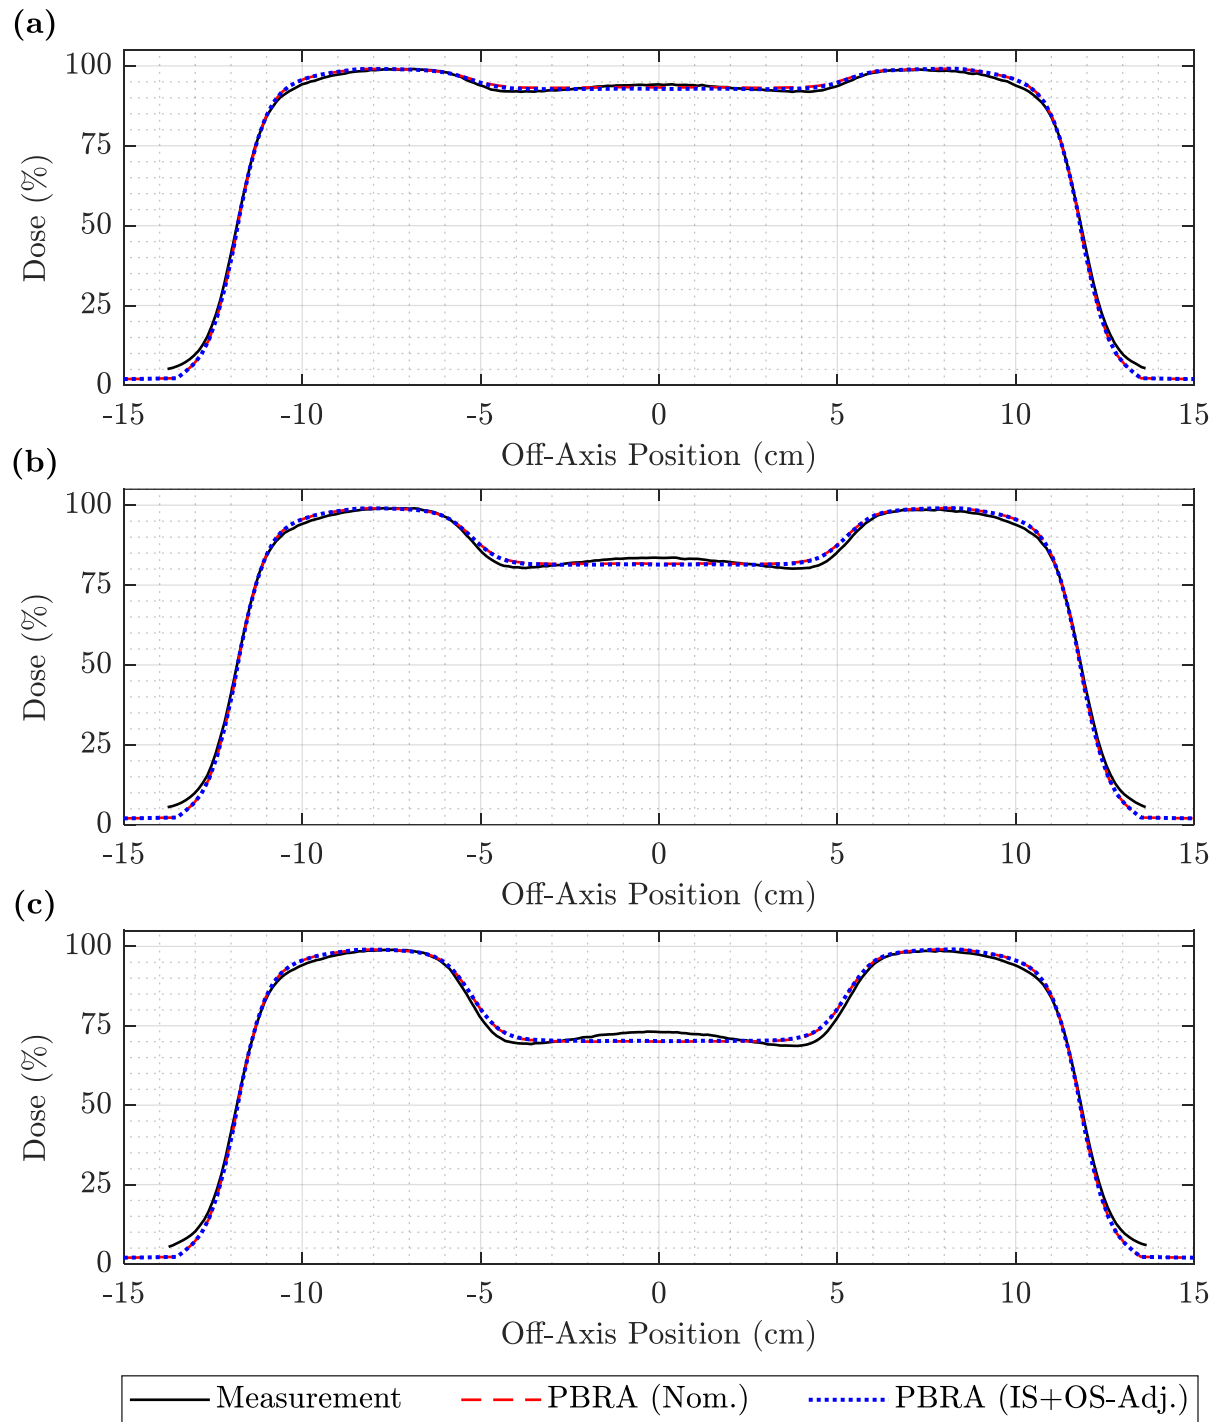 (a)
100
75
50
25
0
Dose (%)
-15 -10 -5 0 5 10 15
Off-Axis Position (cm)
(b)
100
75
50
25
0
Dose (%)
-15 -10 -5 0 5 10 15
Off-Axis Position (cm)
(c)
100
75
50
25
0
Dose (%)
-15 -10 -5 0 5 10 15
Off-Axis Position (cm)
Measurement PBRA (Nom.) PBRA (IS+OS-Adj.)